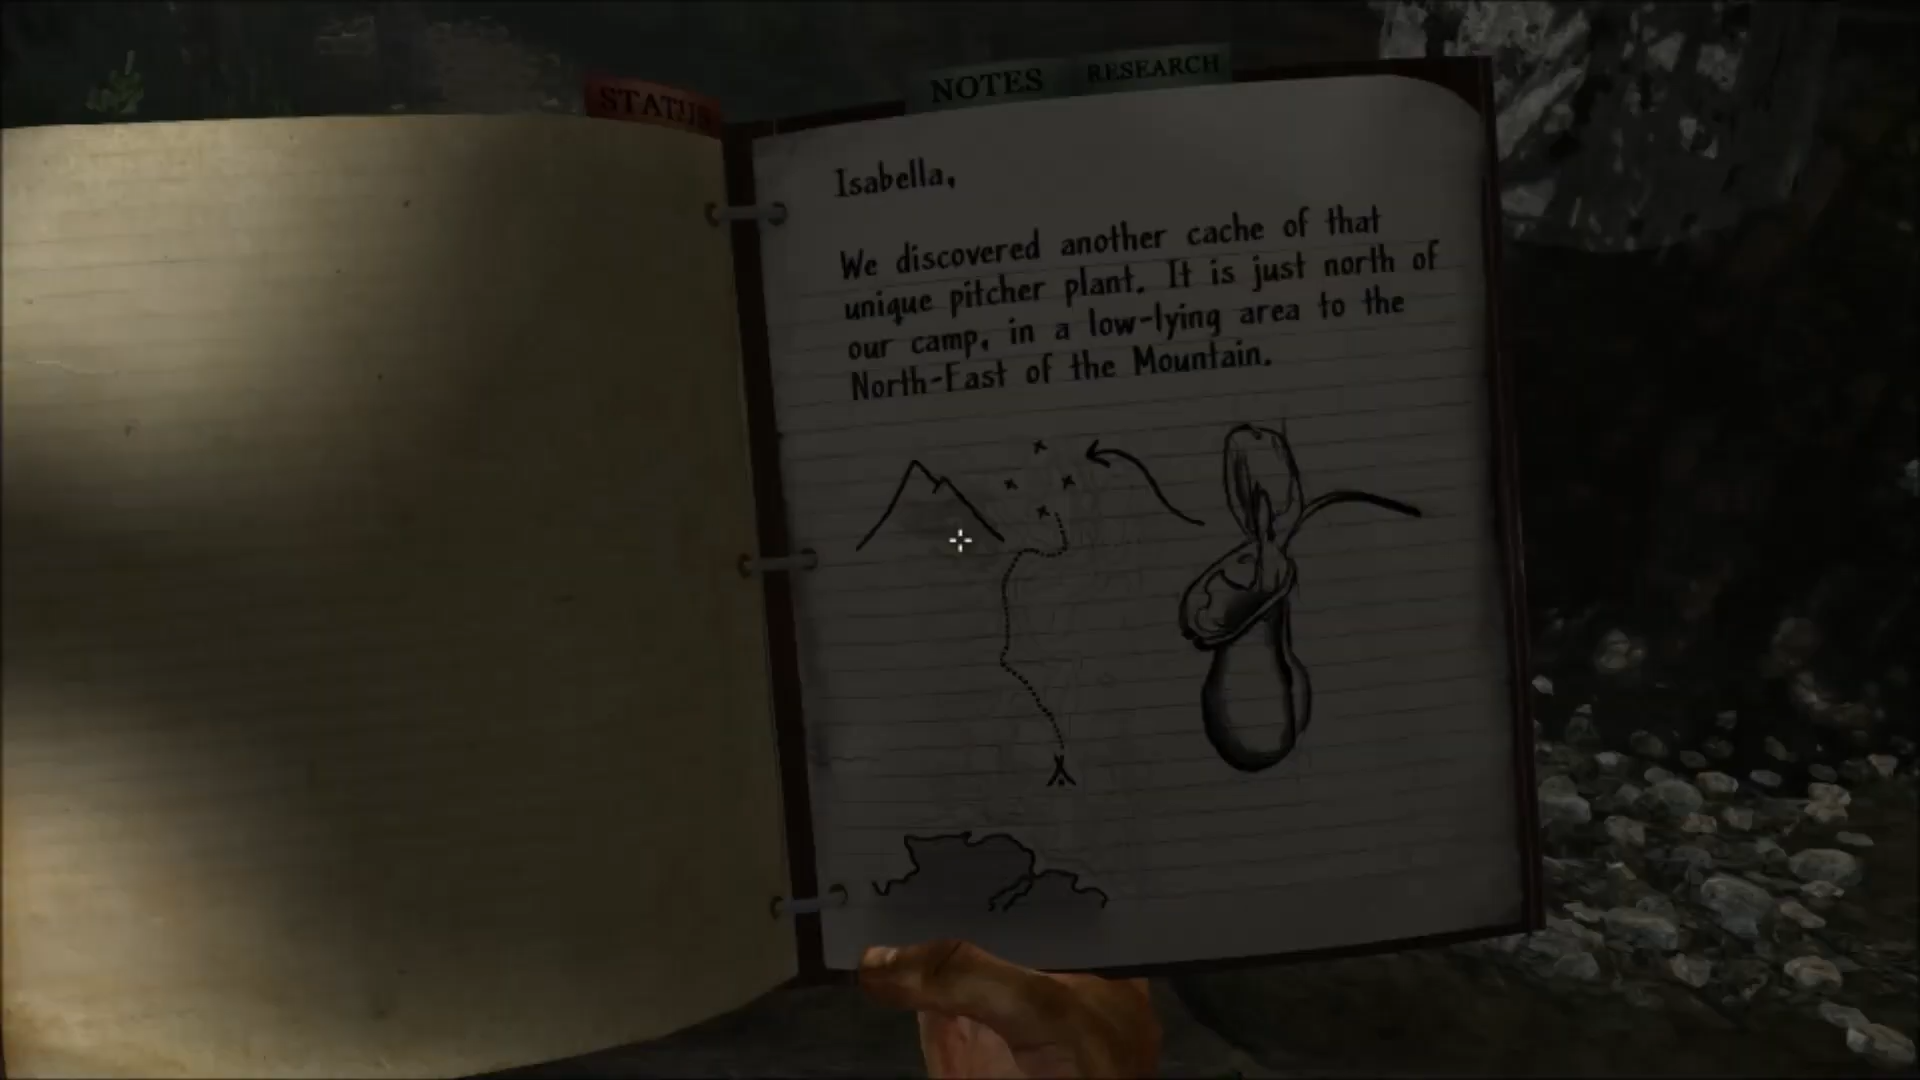 STATUS
NOTES
RESEARCH
Isabella,
We discovered another cache of that
unique pitcher plant. It is just north of
our camp, in a low-lying area to the
North-East of the Mountain.